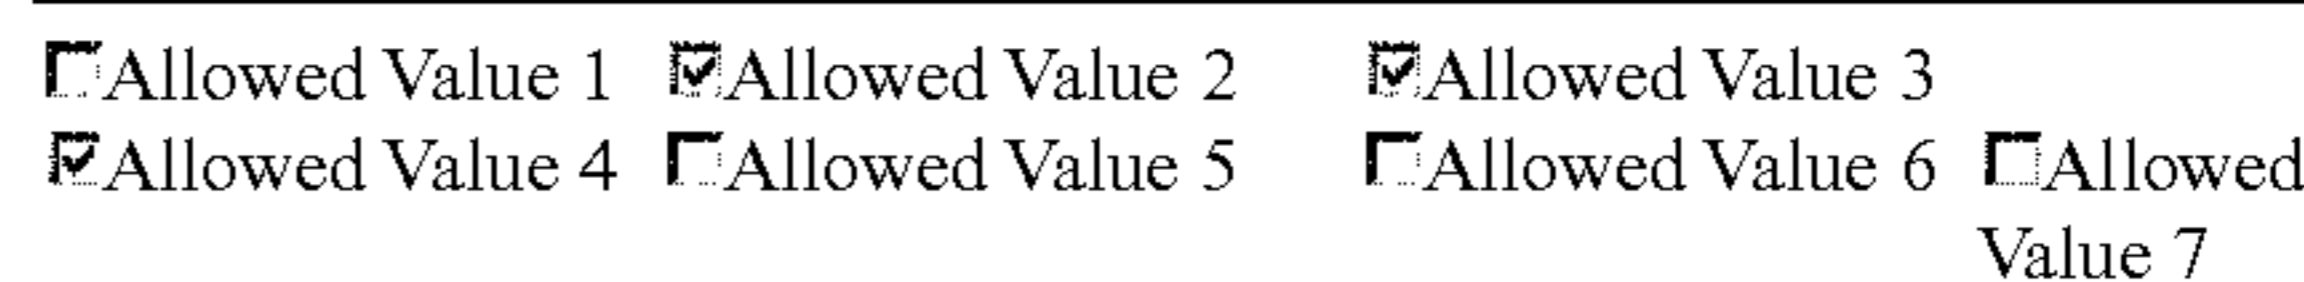 ☐Allowed Value 1 ☑Allowed Value 2 ☑Allowed Value 3
☑Allowed Value 4 ☐Allowed Value 5 ☐Allowed Value 6 ☐Allowed
Value 7